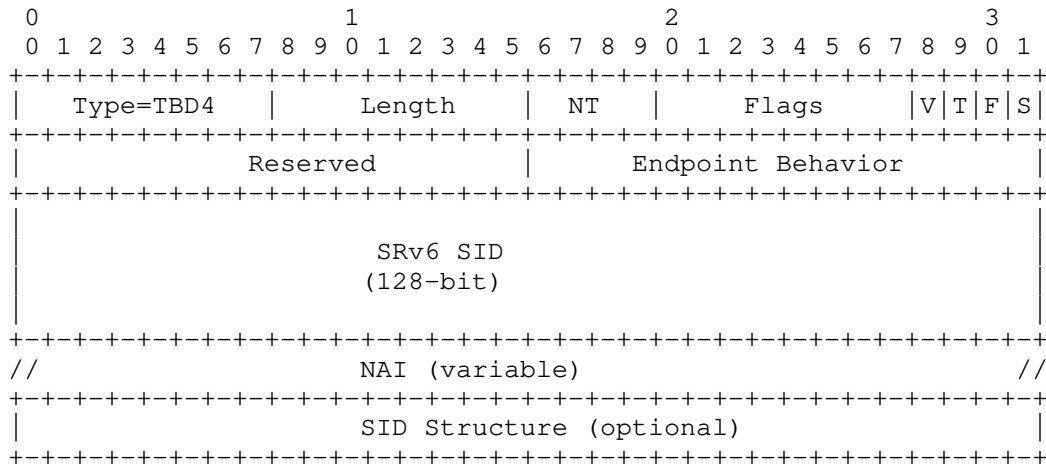 0                   1                   2                   3
 0 1 2 3 4 5 6 7 8 9 0 1 2 3 4 5 6 7 8 9 0 1 2 3 4 5 6 7 8 9 0 1
+-+-+-+-+-+-+-+-+-+-+-+-+-+-+-+-+-+-+-+-+-+-+-+-+-+-+-+-+-+-+-+-+
|   Type=TBD4   |     Length    |  NT   |     Flags     |V|T|F|S|
+-+-+-+-+-+-+-+-+-+-+-+-+-+-+-+-+-+-+-+-+-+-+-+-+-+-+-+-+-+-+-+-+
|              Reserved         |      Endpoint Behavior        |
+-+-+-+-+-+-+-+-+-+-+-+-+-+-+-+-+-+-+-+-+-+-+-+-+-+-+-+-+-+-+-+-+
|                                                               |
|                      SRv6 SID                                 |
|                     (128-bit)                                 |
|                                                               |
+-+-+-+-+-+-+-+-+-+-+-+-+-+-+-+-+-+-+-+-+-+-+-+-+-+-+-+-+-+-+-+-+
//                    NAI (variable)                           //
+-+-+-+-+-+-+-+-+-+-+-+-+-+-+-+-+-+-+-+-+-+-+-+-+-+-+-+-+-+-+-+-+
|                     SID Structure (optional)                  |
+-+-+-+-+-+-+-+-+-+-+-+-+-+-+-+-+-+-+-+-+-+-+-+-+-+-+-+-+-+-+-+-+